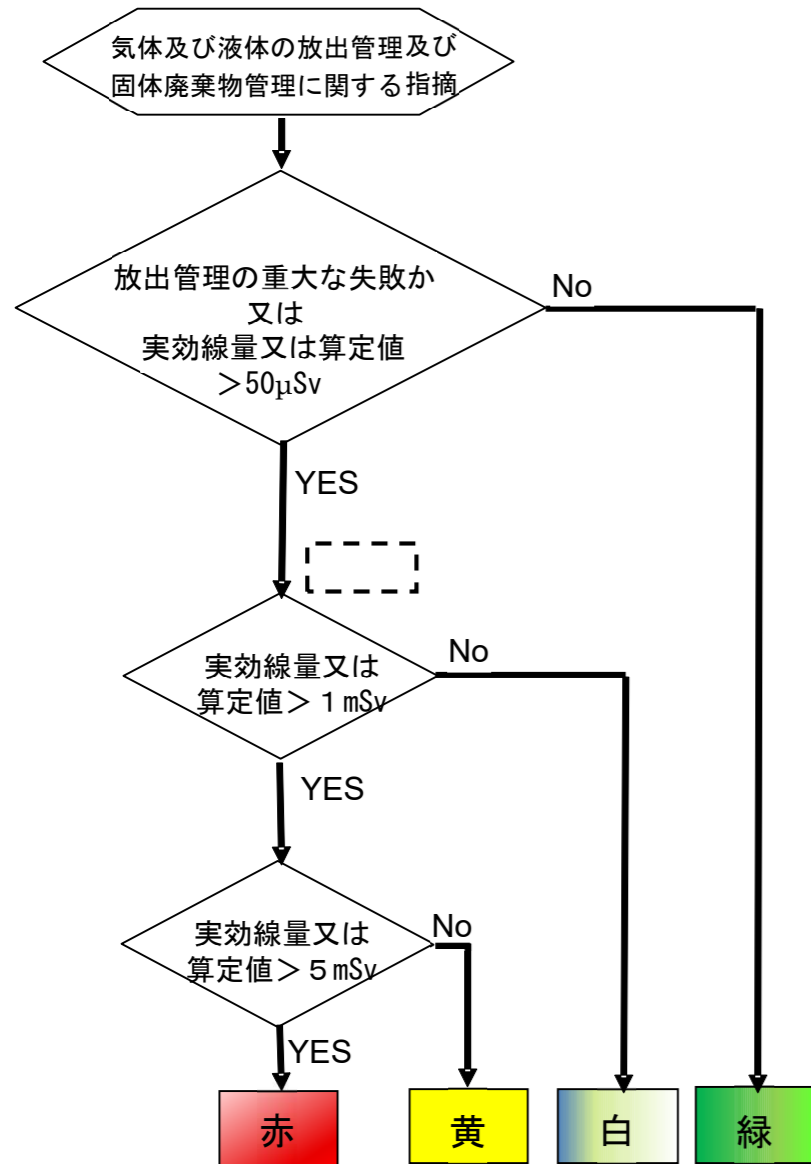 気体及び液体の放出管理及び
固体廃棄物管理に関する指摘
放出管理の重大な失敗か
又は
実効線量又は算定値
＞50μSv
No
YES
実効線量又は
算定値＞１mSv
No
YES
実効線量又は
算定値＞５mSv
No
YES
赤
黄
白
緑